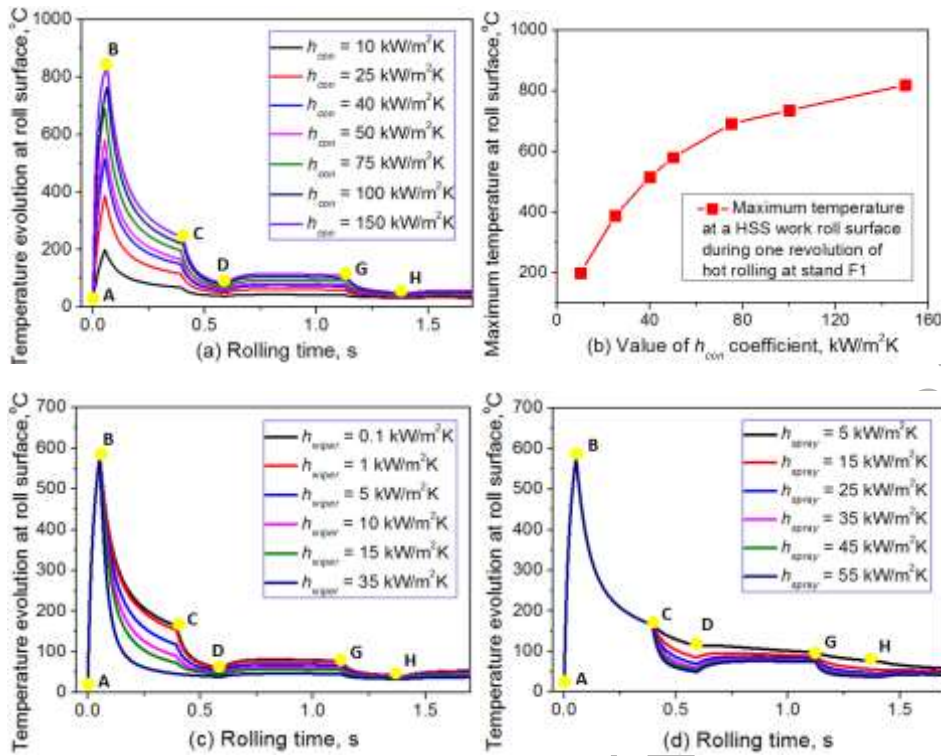 Temperature evolution at roll surface,°C
1000
800
600
400
200
0
0.0
0.5
1.0
1.5
(a) Rolling time, s
A
B
C
D
G
H
h_con = 10 kW/m²K
h_con = 25 kW/m²K
h_con = 40 kW/m²K
h_con = 50 kW/m²K
h_con = 75 kW/m²K
h_con = 100 kW/m²K
h_con = 150 kW/m²K
Maximum temperature at roll surface,°C
1000
800
600
400
200
0
40
80
120
160
(b) Value of h_con coefficient, kW/m²K
Maximum temperature
at a HSS work roll surface
during one revolution of
hot rolling at stand F1
Temperature evolution at roll surface,°C
700
600
500
400
300
200
100
0
0.0
0.5
1.0
1.5
(c) Rolling time, s
A
B
C
D
G
H
h_wiper = 0.1 kW/m²K
h_wiper = 1 kW/m²K
h_wiper = 5 kW/m²K
h_wiper = 10 kW/m²K
h_wiper = 15 kW/m²K
h_wiper = 35 kW/m²K
Temperature evolution at roll surface,°C
700
600
500
400
300
200
100
0
0.0
0.5
1.0
1.5
(d) Rolling time, s
A
B
C
D
G
H
h_spray = 5 kW/m²K
h_spray = 15 kW/m²K
h_spray = 25 kW/m²K
h_spray = 35 kW/m²K
h_spray = 45 kW/m²K
h_spray = 55 kW/m²K